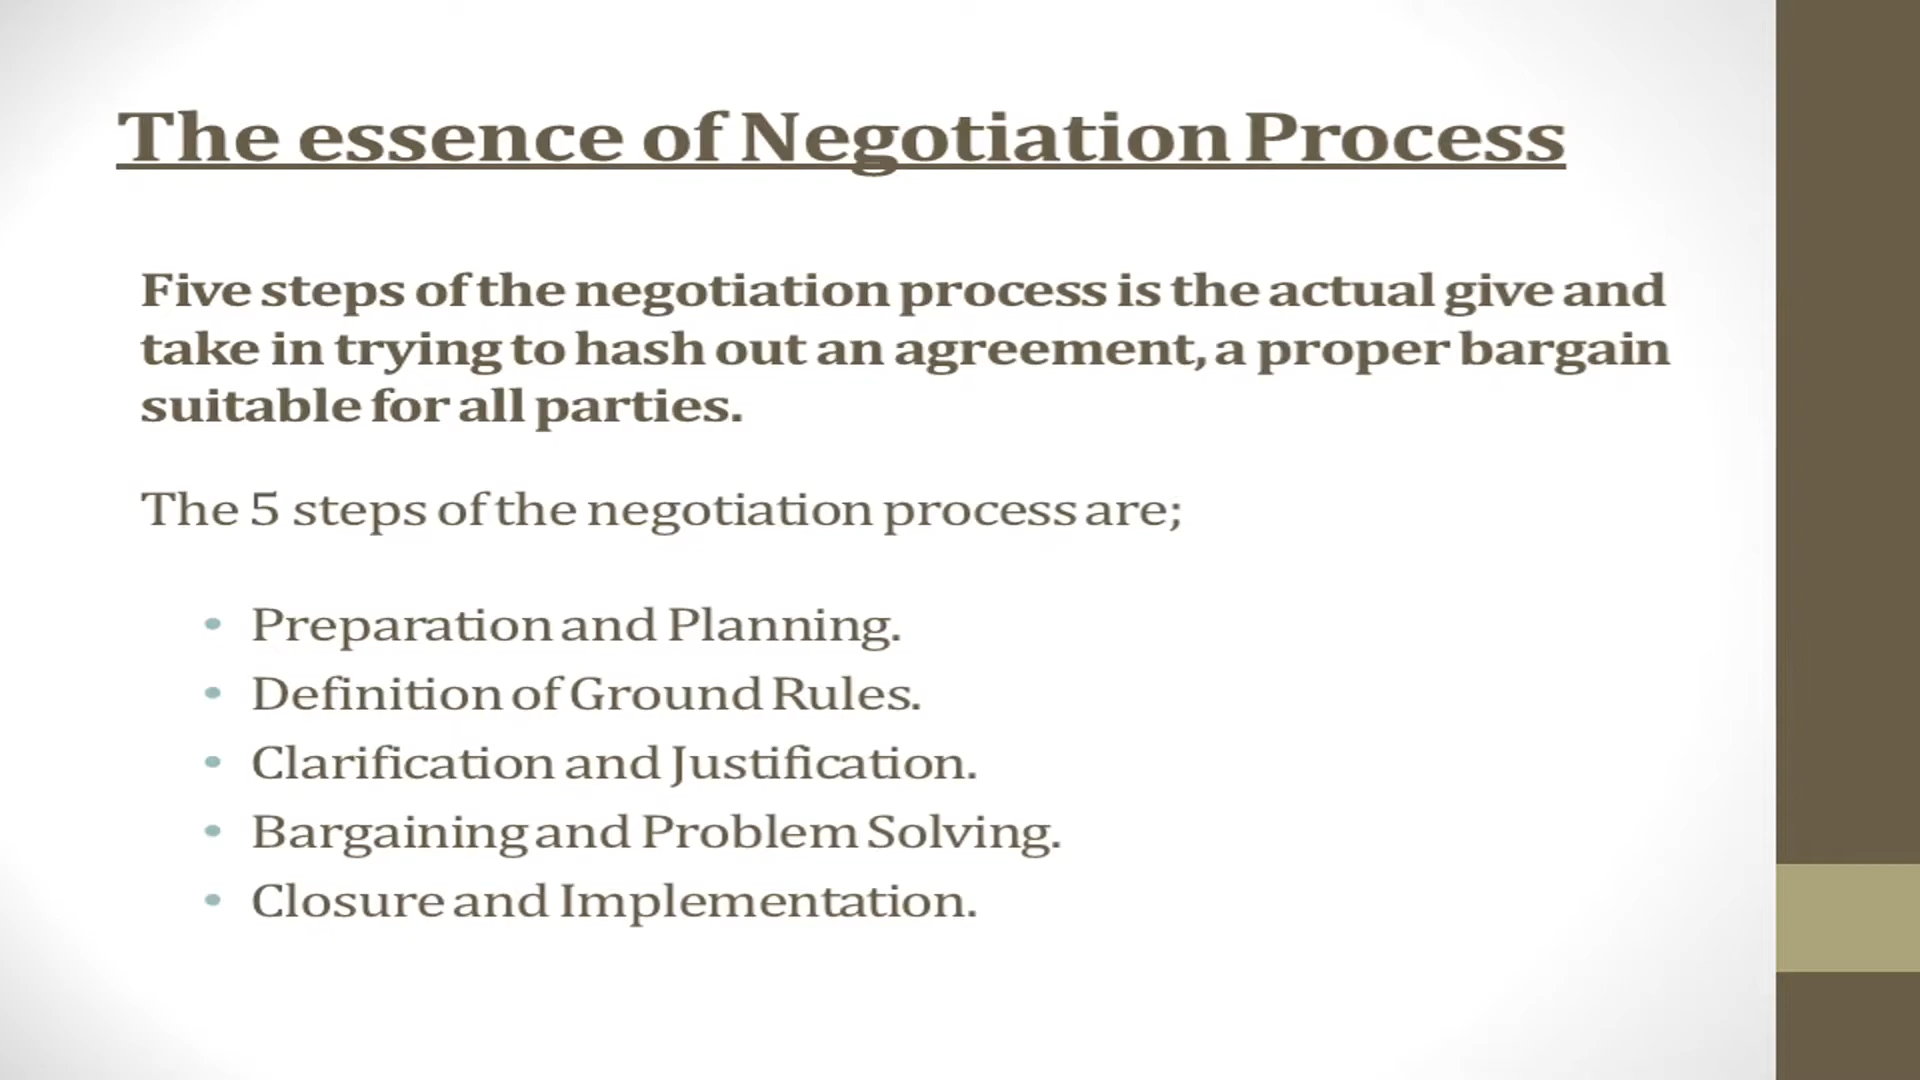 The essence of Negotiation Process
Five steps of the negotiation process is the actual give and
take in trying to hash out an agreement, a proper bargain
suitable for all parties.
The 5 steps of the negotiation process are;
• Preparation and Planning.
• Definition of Ground Rules.
• Clarification and Justification.
• Bargaining and Problem Solving.
• Closure and Implementation.